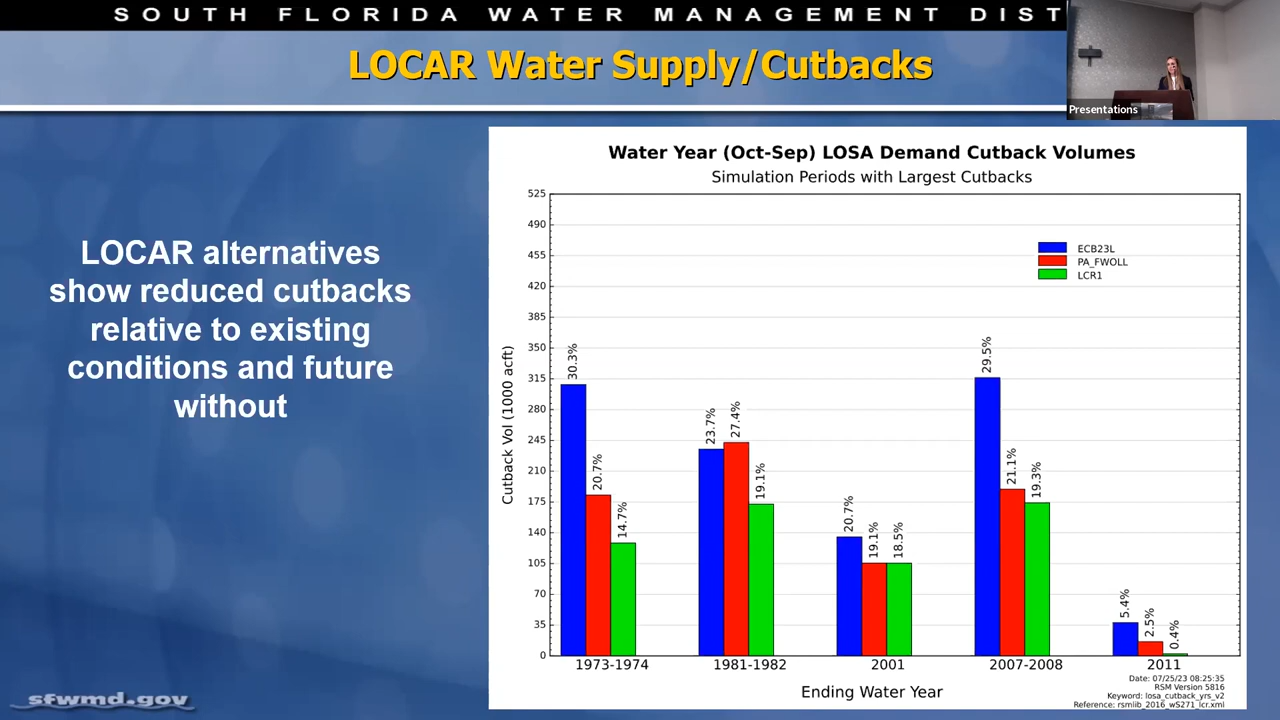 SOUTH FLORIDA WATER MANAGEMENT DIST
LOCAR Water Supply/Cutbacks
Presentations
LOCAR alternatives
show reduced cutbacks
relative to existing
conditions and future
without
Water Year (Oct-Sep) LOSA Demand Cutback Volumes
Simulation Periods with Largest Cutbacks
Cutback Vol (1000 acft)
525
490
455
420
385
350
315
280
245
210
175
140
105
70
35
0
ECB23L
PA_FWOLL
LCR1
30.3%
20.7%
14.7%
23.7%
27.4%
19.1%
20.7%
19.1%
18.5%
29.5%
21.1%
19.3%
5.4%
2.5%
0.4%
1973-1974 1981-1982 2001 2007-2008 2011
Ending Water Year
Date: 07/25/23 08:25:35
RSM Version 5816
Keyword: losa_cutback_yrs_v2
Reference: rsmlib_2016_wS271_lcr.xml
sfwmd.gov